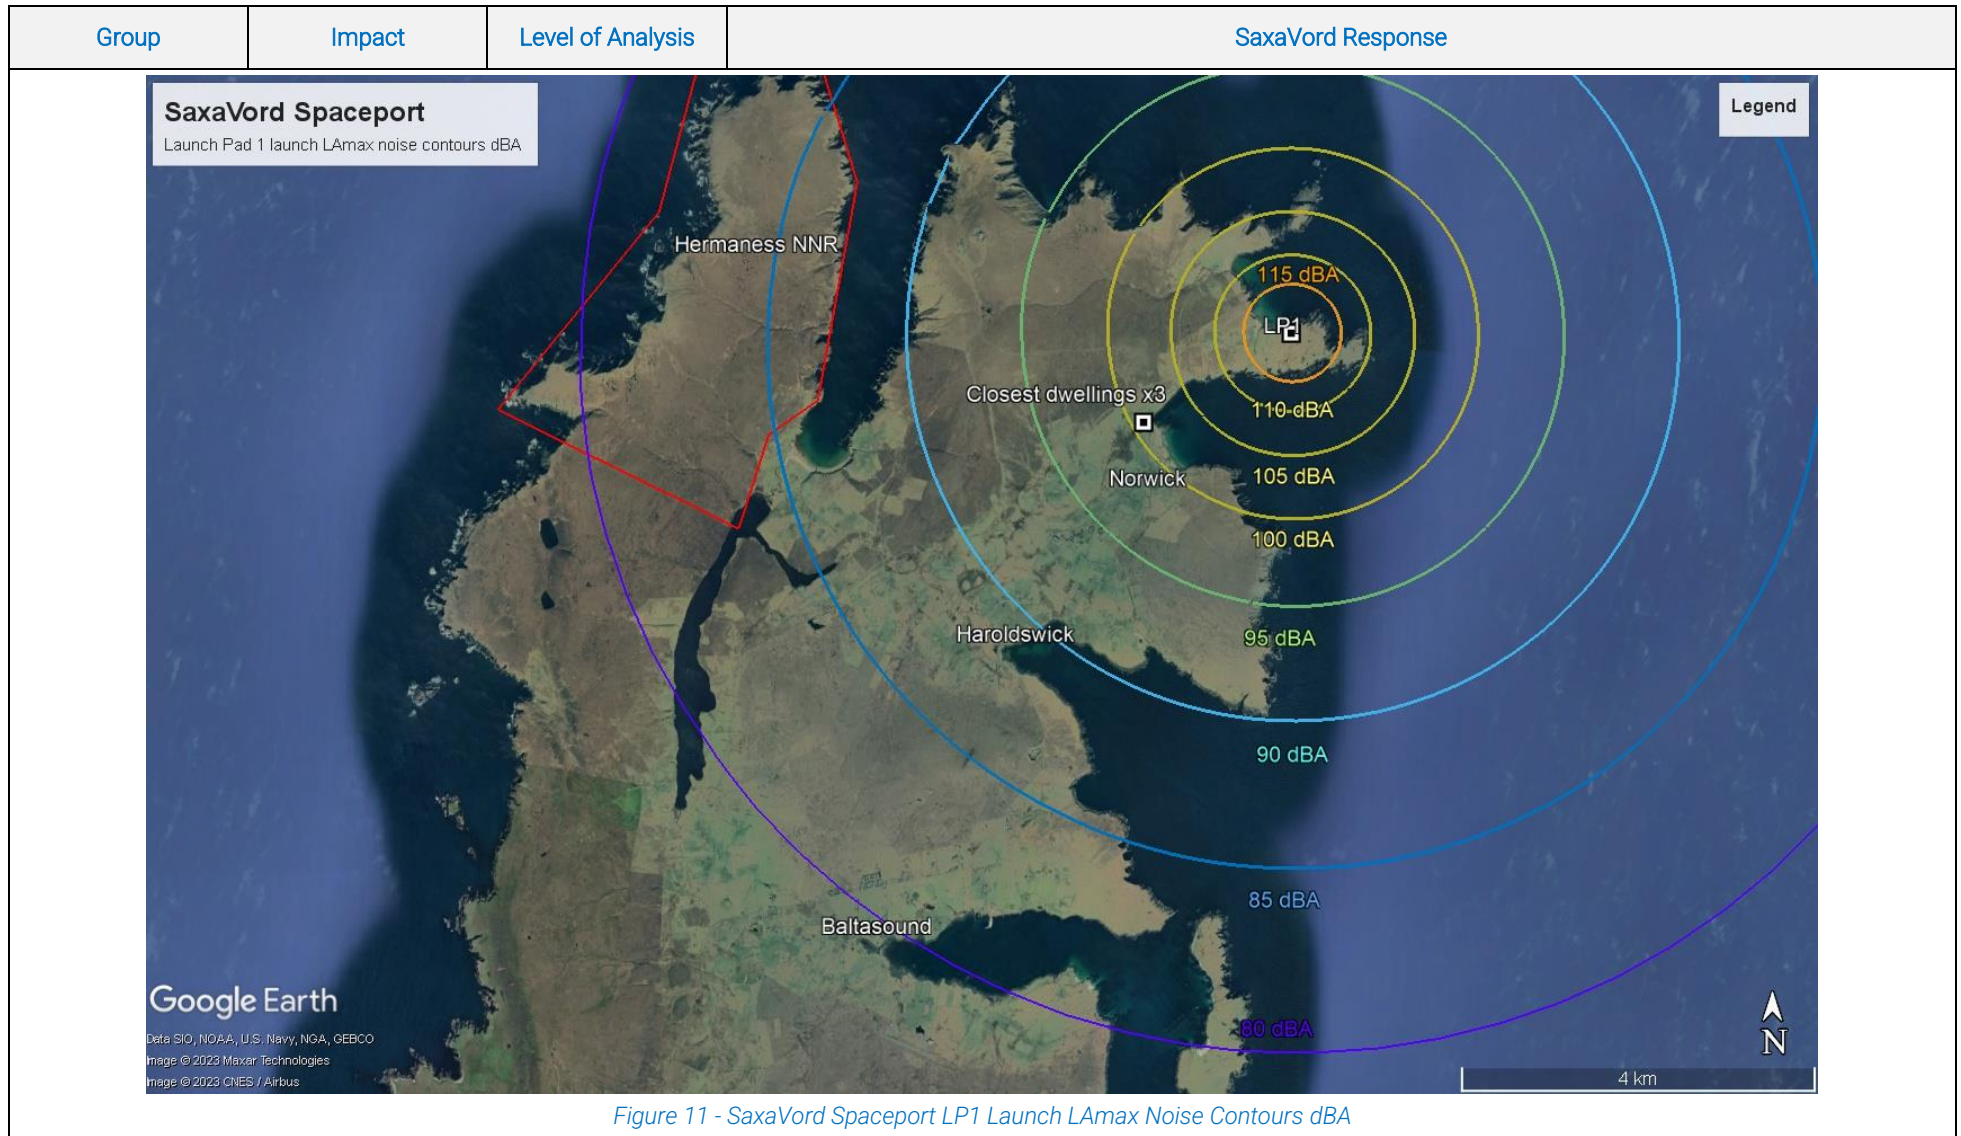 Group
Impact
Level of Analysis
SaxaVord Response
SaxaVord Spaceport
Launch Pad 1 launch LAmax noise contours dBA
Legend
Hermaness NNR
115 dBA
LP1
Closest dwellings x3
110 dBA
Norwick
105 dBA
100 dBA
Haroldswick
95 dBA
90 dBA
85 dBA
Baltasound
80 dBA
Google Earth
Data SIO, NOAA, U.S. Navy, NGA, GEBCO
Image © 2023 Maxar Technologies
Image © 2023 CNES / Airbus
N
4 km
Figure 11 - SaxaVord Spaceport LP1 Launch LAmax Noise Contours dBA